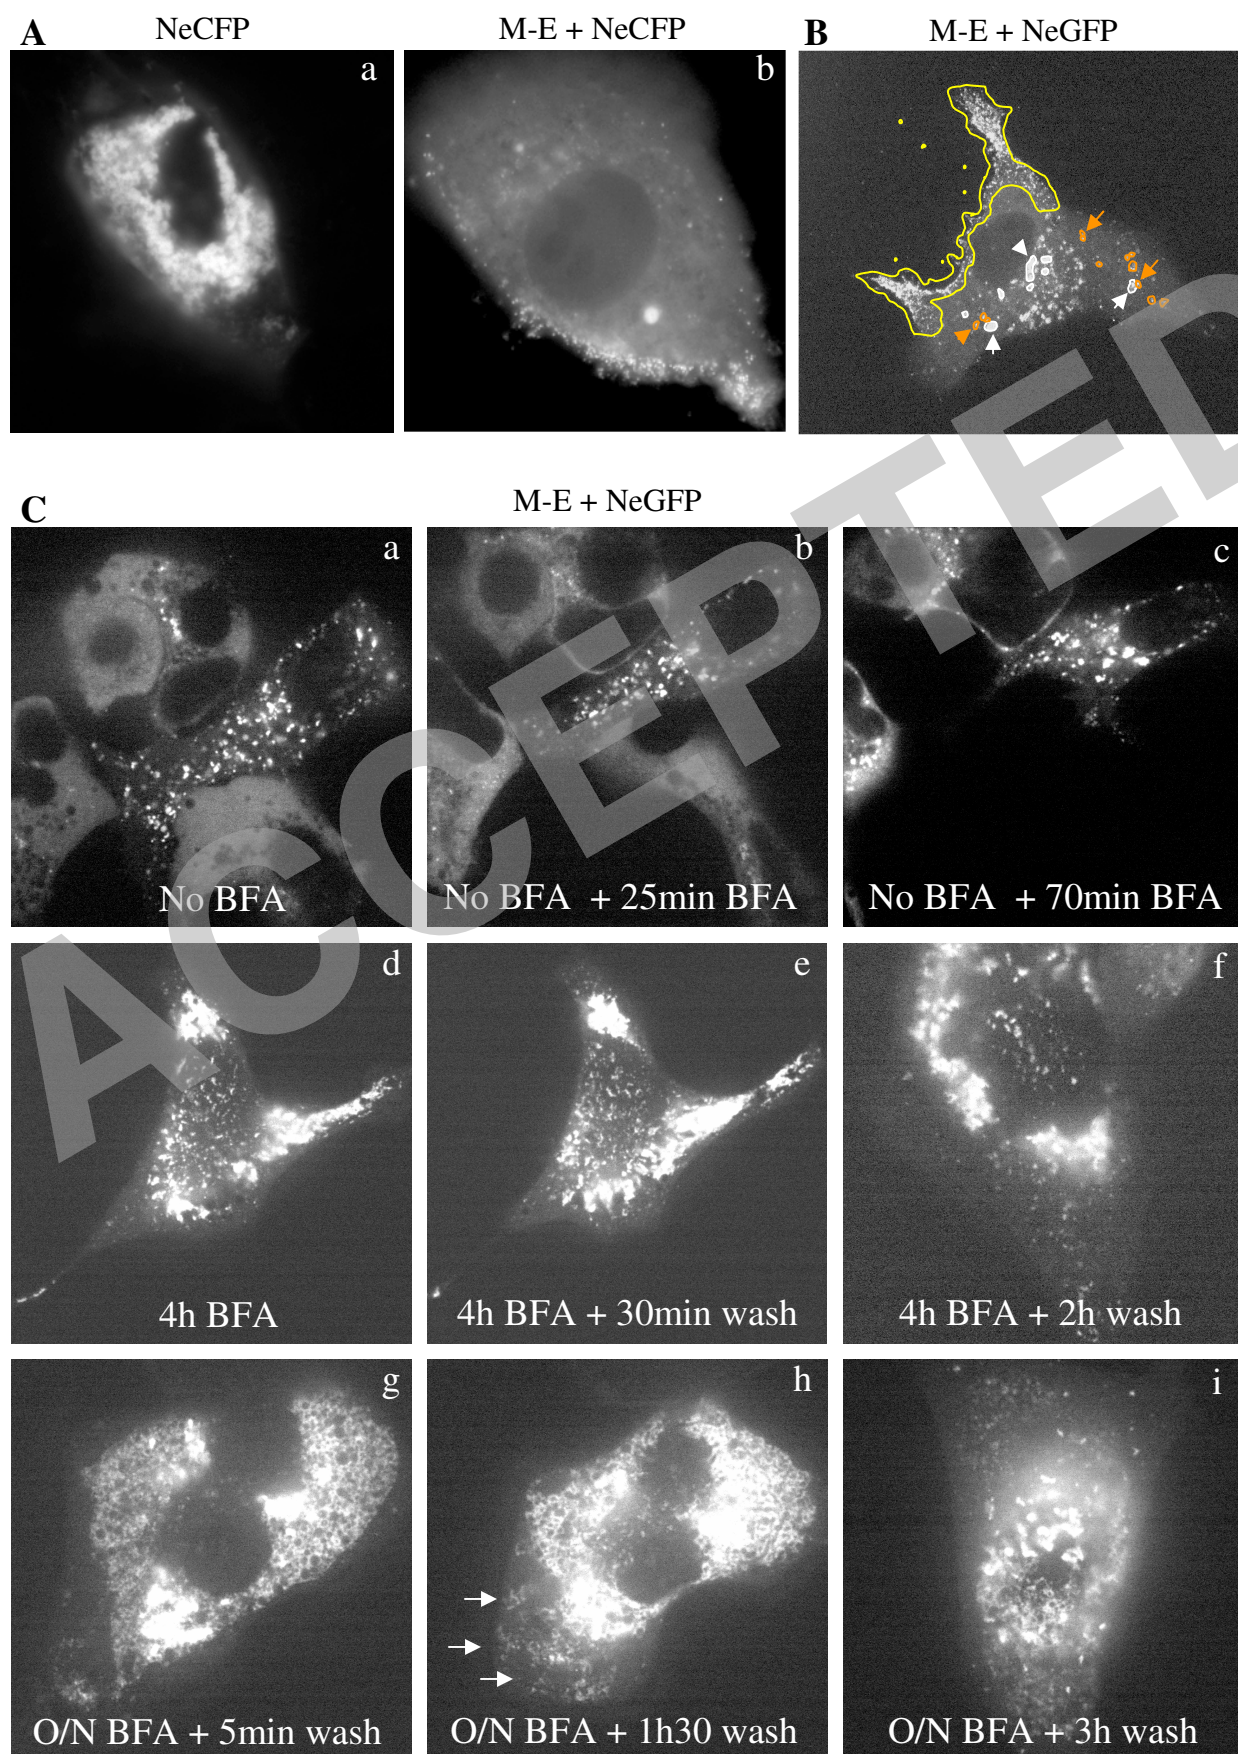 A
NeCFP
M-E + NeCFP
B
M-E + NeGFP
a
b
C
M-E + NeGFP
a
b
c
No BFA
No BFA + 25min BFA
No BFA + 70min BFA
d
e
f
4h BFA
4h BFA + 30min wash
4h BFA + 2h wash
g
h
i
O/N BFA + 5min wash
O/N BFA + 1h30 wash
O/N BFA + 3h wash
ACCEPTED